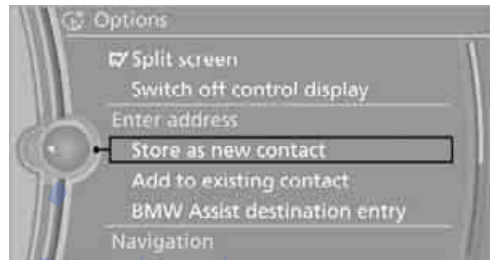 Options
Split screen
Switch off control display
Enter address
Store as new contact
Add to existing contact
BMW Assist destination entry
Navigation